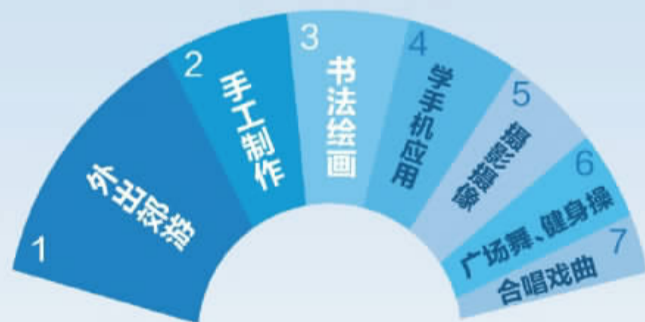 1
外出郊游
2
手工制作
3
书法绘画
4
学手机应用
5
摄影摄像
6
广场舞、健身操
7
合唱戏曲